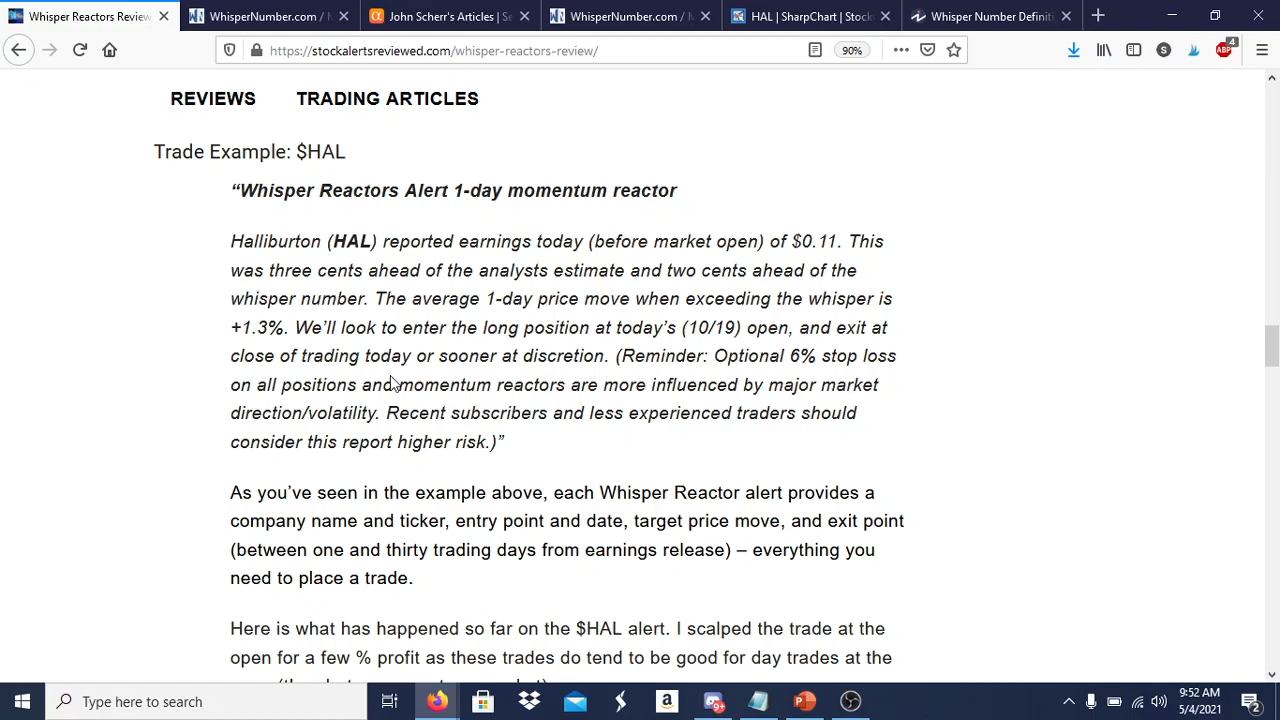 Whisper Reactors Review
WhisperNumber.com / M
John Scherr's Articles | Se
WhisperNumber.com / M
HAL | SharpChart | Stock
Whisper Number Definiti
https://stockalertsreviewed.com/whisper-reactors-review/
90%
ABP
4
S
REVIEWS TRADING ARTICLES
Trade Example: $HAL
“Whisper Reactors Alert 1-day momentum reactor
Halliburton (HAL) reported earnings today (before market open) of $0.11. This
was three cents ahead of the analysts estimate and two cents ahead of the
whisper number. The average 1-day price move when exceeding the whisper is
+1.3%. We’ll look to enter the long position at today’s (10/19) open, and exit at
close of trading today or sooner at discretion. (Reminder: Optional 6% stop loss
on all positions and momentum reactors are more influenced by major market
direction/volatility. Recent subscribers and less experienced traders should
consider this report higher risk.)”
As you’ve seen in the example above, each Whisper Reactor alert provides a
company name and ticker, entry point and date, target price move, and exit point
(between one and thirty trading days from earnings release) – everything you
need to place a trade.
Here is what has happened so far on the $HAL alert. I scalped the trade at the
open for a few % profit as these trades do tend to be good for day trades at the
Type here to search
9+
9:52 AM
5/4/2021
2